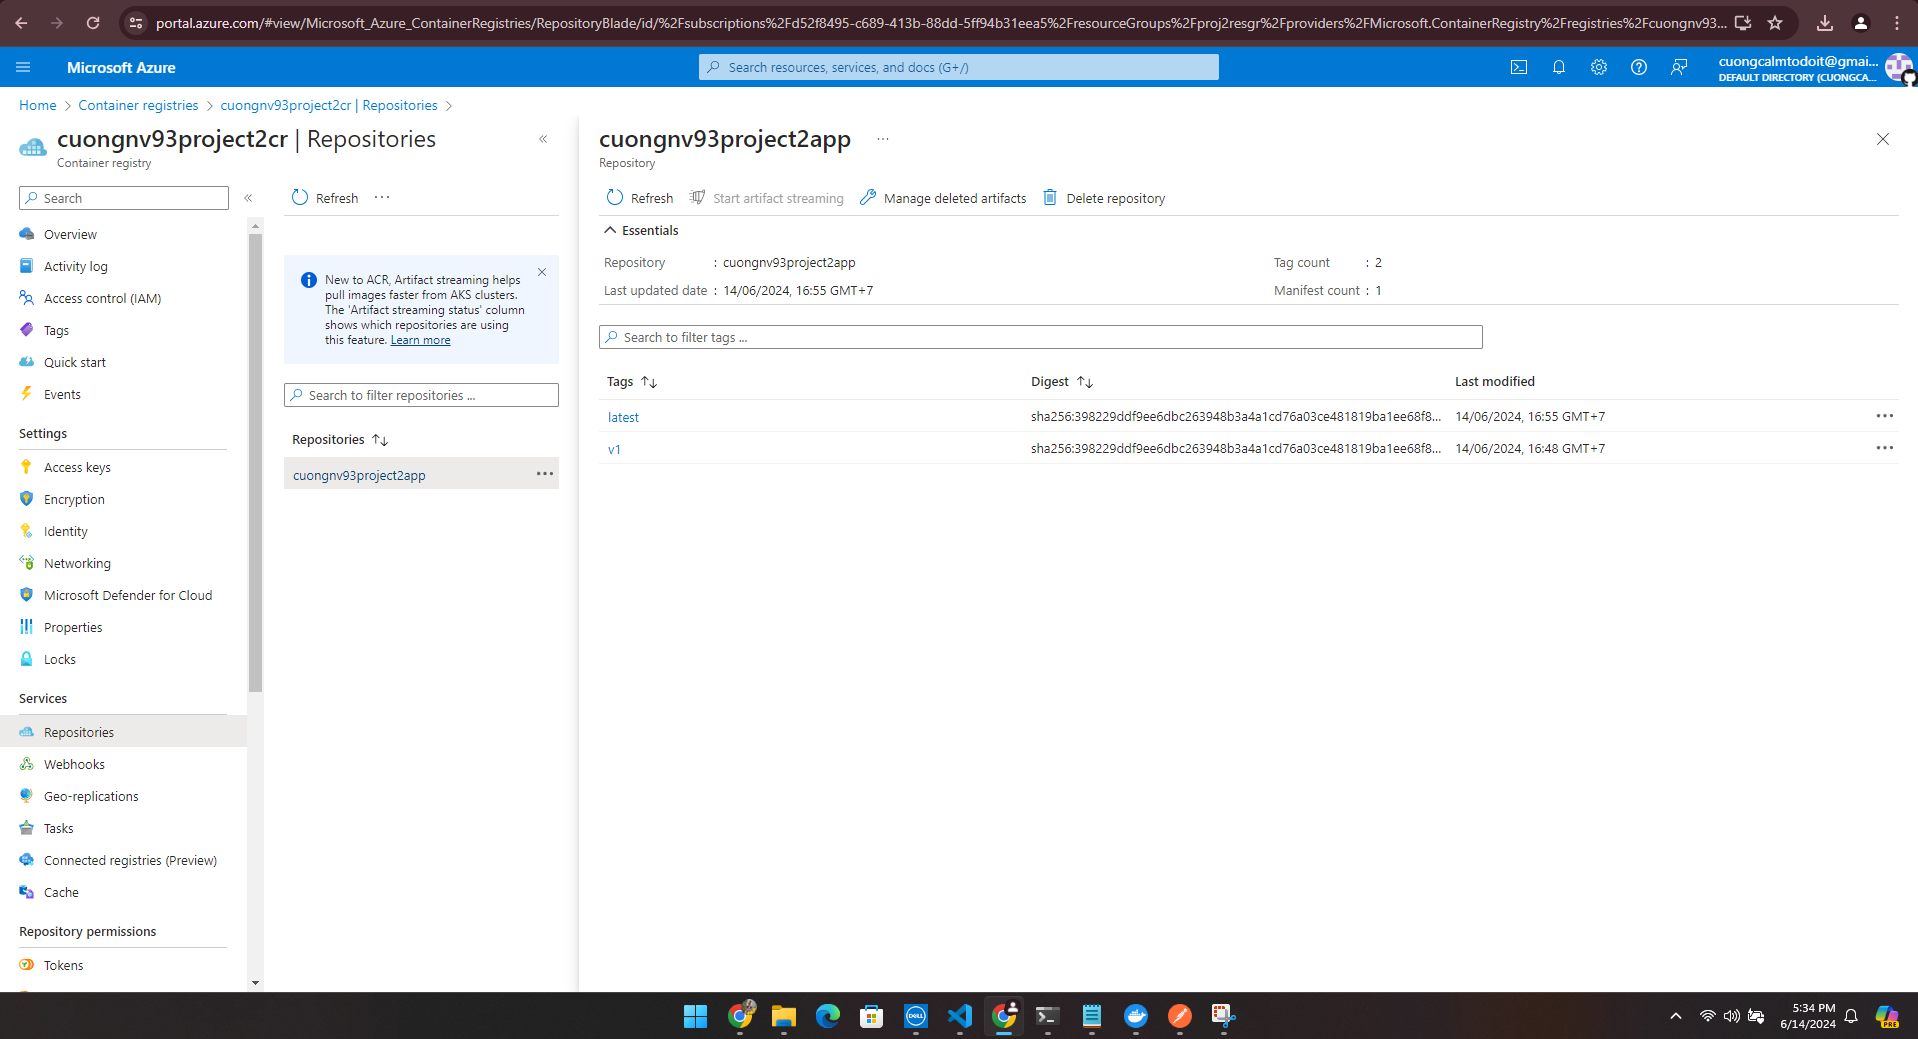 portal.azure.com/#view/Microsoft_Azure_ContainerRegistries/RepositoryBlade/id/%2Fsubscriptions%2Fd52f8495-c689-413b-88dd-5ff94b31eea5%2FresourceGroups%2Fproj2resgr%2Fproviders%2FMicrosoft.ContainerRegistry%2Fregistries%2Fcuongnv93...
Microsoft Azure
Search resources, services, and docs (G+/)
cuongcalmtodoit@gmai...
DEFAULT DIRECTORY (CUONGCA...
Home > Container registries > cuongnv93project2cr | Repositories >
cuongnv93project2cr | Repositories
Container registry
Search
Overview
Activity log
Access control (IAM)
Tags
Quick start
Events
Settings
Access keys
Encryption
Identity
Networking
Microsoft Defender for Cloud
Properties
Locks
Services
Repositories
Webhooks
Geo-replications
Tasks
Connected registries (Preview)
Cache
Repository permissions
Tokens
Refresh
New to ACR, Artifact streaming helps
pull images faster from AKS clusters.
The 'Artifact streaming status' column
shows which repositories are using
this feature. Learn more
Search to filter repositories ...
Repositories
cuongnv93project2app
cuongnv93project2app
Repository
Refresh Start artifact streaming Manage deleted artifacts Delete repository
Essentials
Repository : cuongnv93project2app Tag count : 2
Last updated date : 14/06/2024, 16:55 GMT+7 Manifest count : 1
Search to filter tags ...
Tags Digest Last modified
latest sha256:398229ddf9ee6dbc263948b3a4a1cd76a03ce481819ba1ee68f8... 14/06/2024, 16:55 GMT+7
v1 sha256:398229ddf9ee6dbc263948b3a4a1cd76a03ce481819ba1ee68f8... 14/06/2024, 16:48 GMT+7
DELL
5:34 PM
6/14/2024
PRE